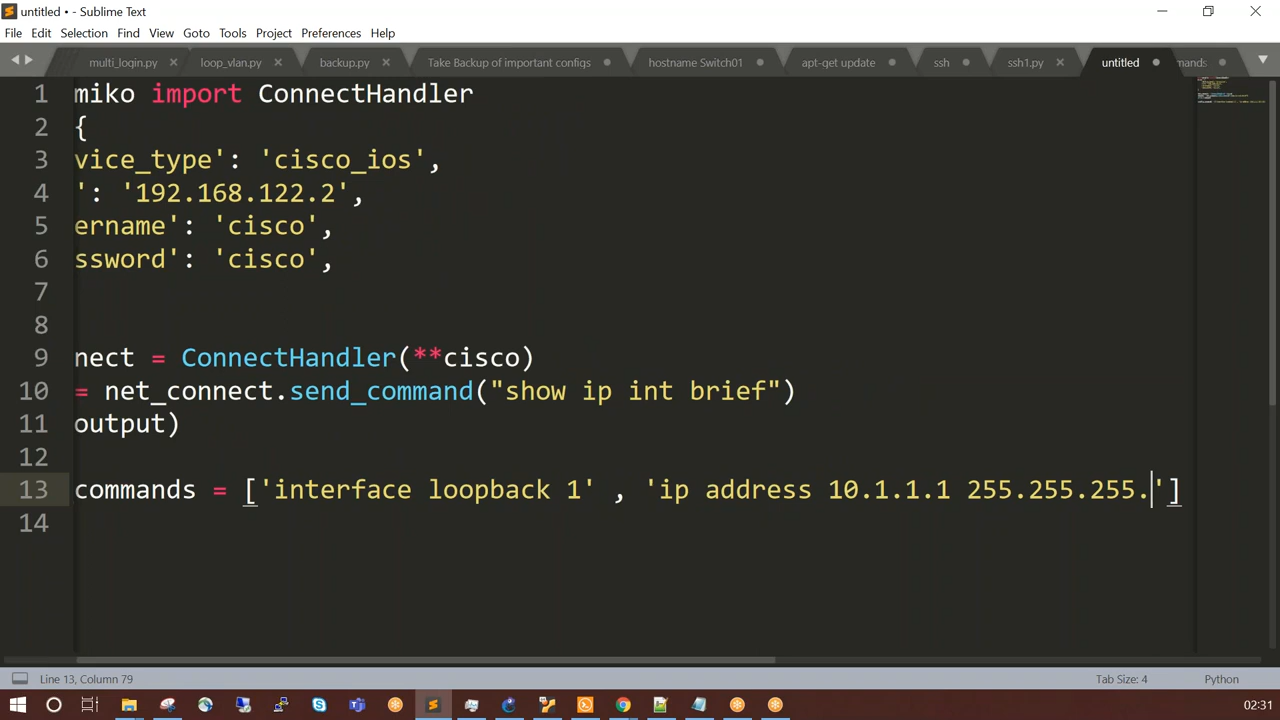 untitled • - Sublime Text
File Edit Selection Find View Goto Tools Project Preferences Help
multi_login.py loop_vlan.py backup.py Take Backup of important configs hostname Switch01 apt-get update ssh ssh1.py untitled mands
1 miko import ConnectHandler
2 {
3 vice_type': 'cisco_ios',
4 ': '192.168.122.2',
5 ername': 'cisco',
6 ssword': 'cisco',
7
8
9 nect = ConnectHandler(**cisco)
10 = net_connect.send_command("show ip int brief")
11 output)
12
13 commands = ['interface loopback 1' , 'ip address 10.1.1.1 255.255.255.']
14
Line 13, Column 79 Tab Size: 4 Python
02:31